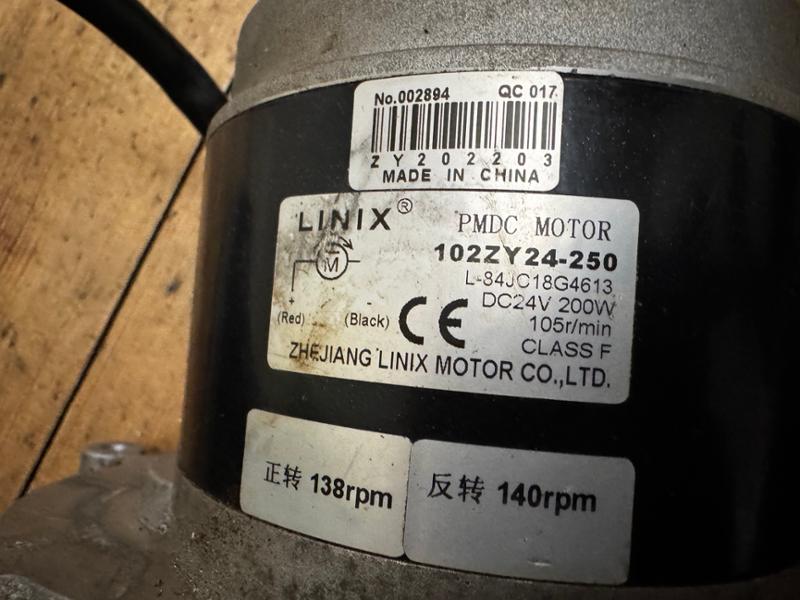 No.002894 QC 017
ZY202203
MADE IN CHINA
LINIX® PMDC MOTOR
102ZY24-250
M
L-84JC18G4613
+ -
DC24V 200W
(Red) (Black) CE
105r/min
CLASS F
ZHEJIANG LINIX MOTOR CO.,LTD.
正转 138rpm
反转 140rpm